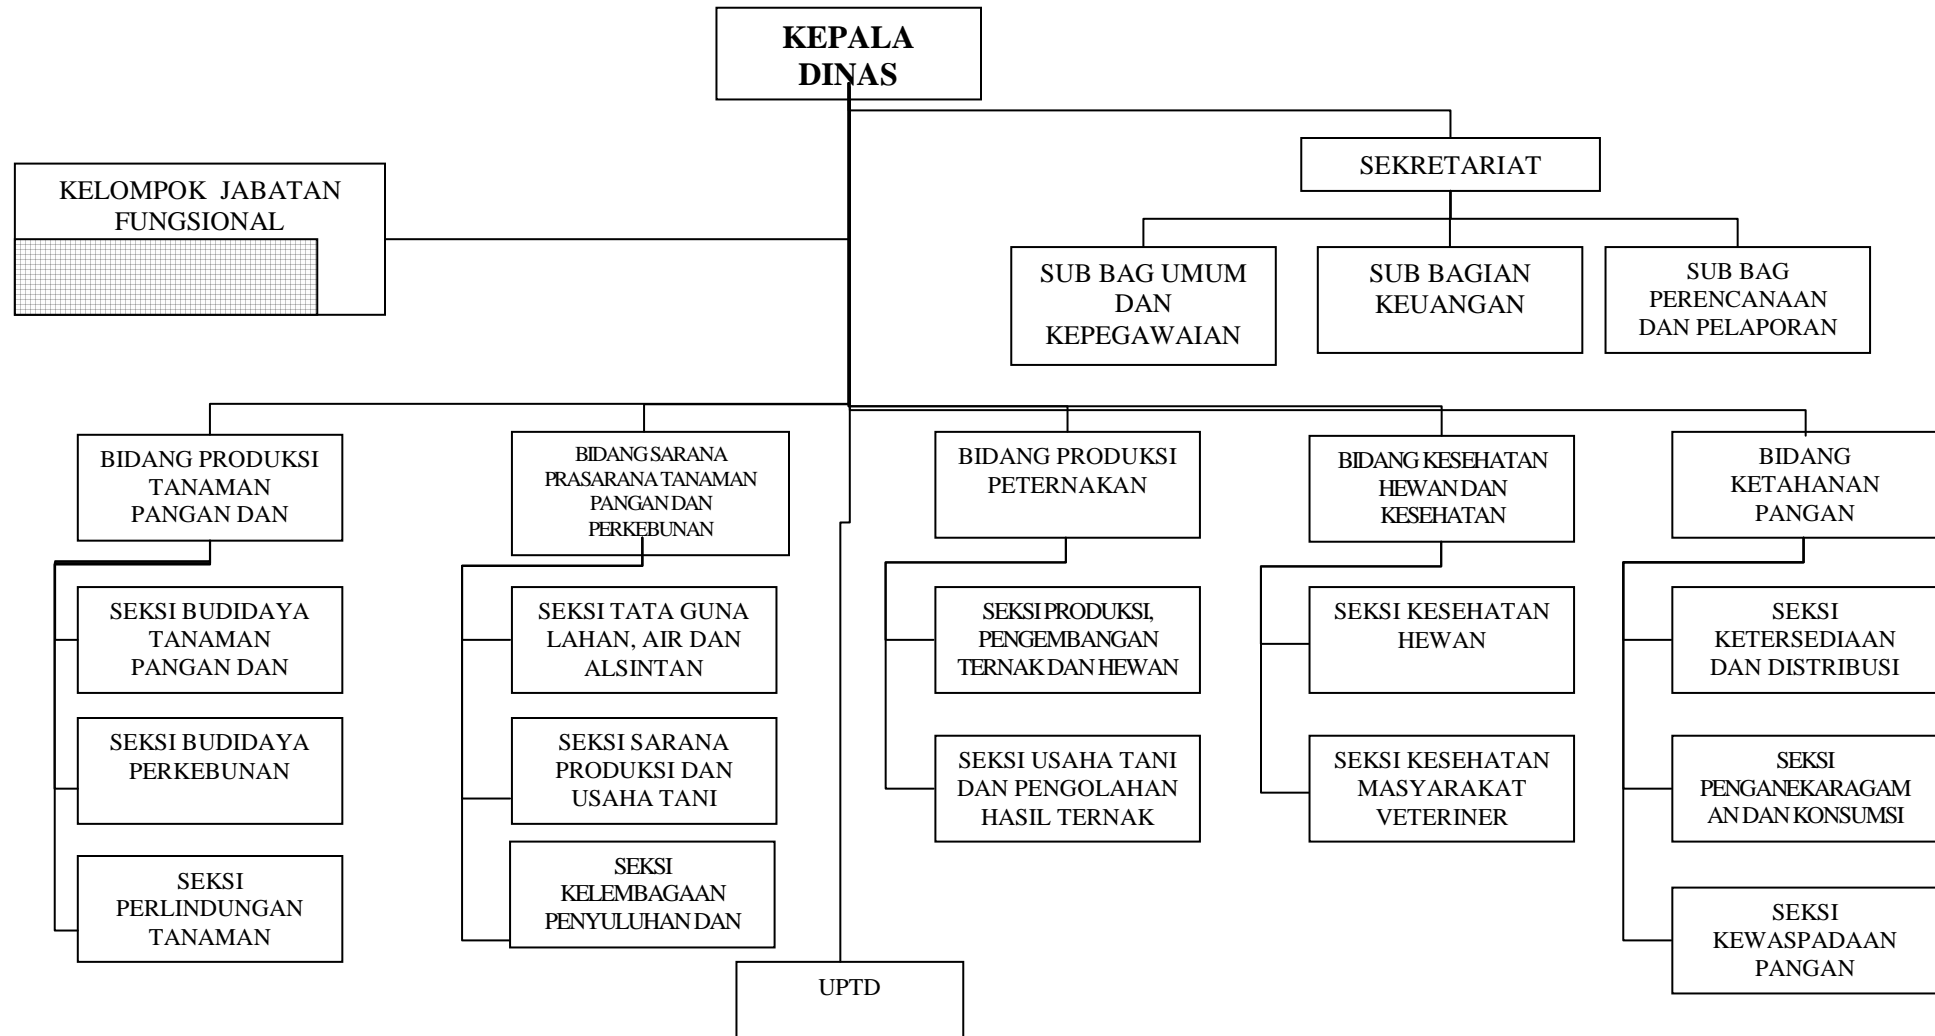 KEPALA
DINAS
SEKRETARIAT
KELOMPOK JABATAN
FUNGSIONAL
SUB BAG UMUM
DAN
KEPEGAWAIAN
SUB BAGIAN
KEUANGAN
SUB BAG
PERENCANAAN
DAN PELAPORAN
BIDANG PRODUKSI
TANAMAN
PANGAN DAN
BIDANG SARANA
PRASARANA TANAMAN
PANGAN DAN
PERKEBUNAN
BIDANG PRODUKSI
PETERNAKAN
BIDANG KESEHATAN
HEWAN DAN
KESEHATAN
BIDANG
KETAHANAN
PANGAN
SEKSI BUDIDAYA
TANAMAN
PANGAN DAN
SEKSI TATA GUNA
LAHAN, AIR DAN
ALSINTAN
SEKSI PRODUKSI,
PENGEMBANGAN
TERNAK DAN HEWAN
SEKSI KESEHATAN
HEWAN
SEKSI
KETERSEDIAAN
DAN DISTRIBUSI
SEKSI BUDIDAYA
PERKEBUNAN
SEKSI SARANA
PRODUKSI DAN
USAHA TANI
SEKSI USAHA TANI
DAN PENGOLAHAN
HASIL TERNAK
SEKSI KESEHATAN
MASYARAKAT
VETERINER
SEKSI
PENGANEKARAGAM
AN DAN KONSUMSI
SEKSI
PERLINDUNGAN
TANAMAN
SEKSI
KELEMBAGAAN
PENYULUHAN DAN
SEKSI
KEWASPADAAN
PANGAN
UPTD